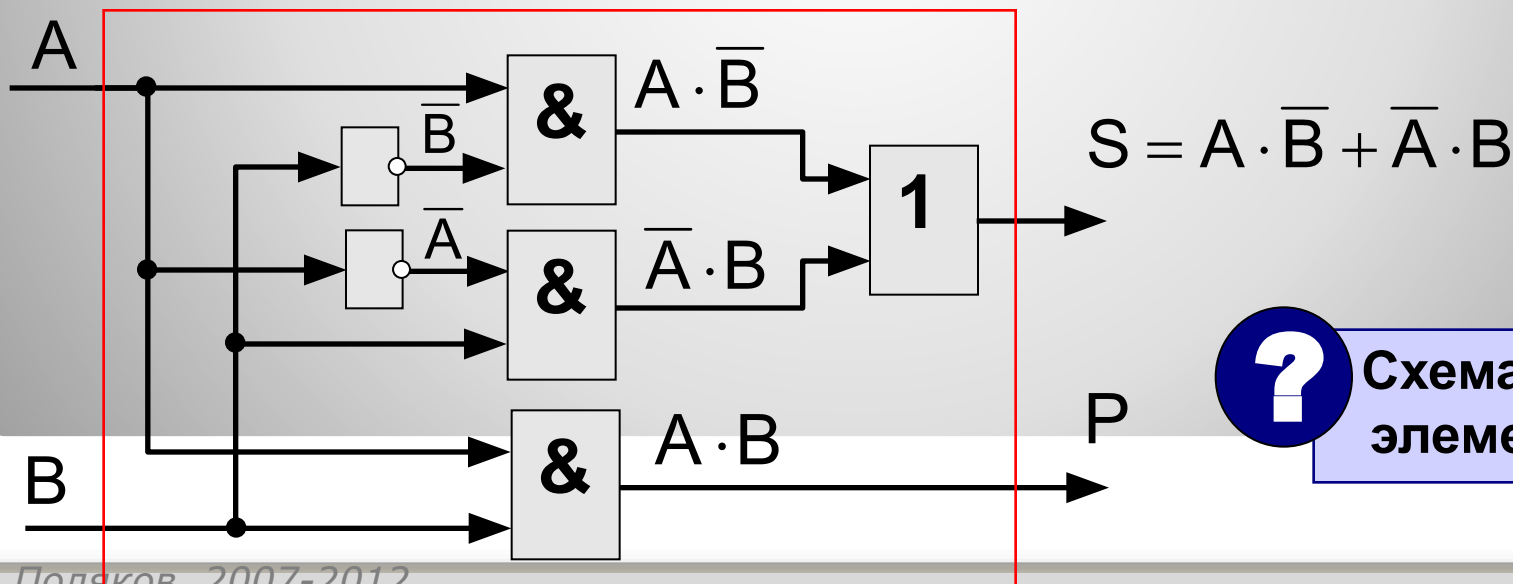 A
&
A · B̅
B̅
S = A · B̅ + A̅ · B
1
A̅
&
A̅ · B
?
Схема
элеме
P
&
A · B
B
Поляков, 2007-2012